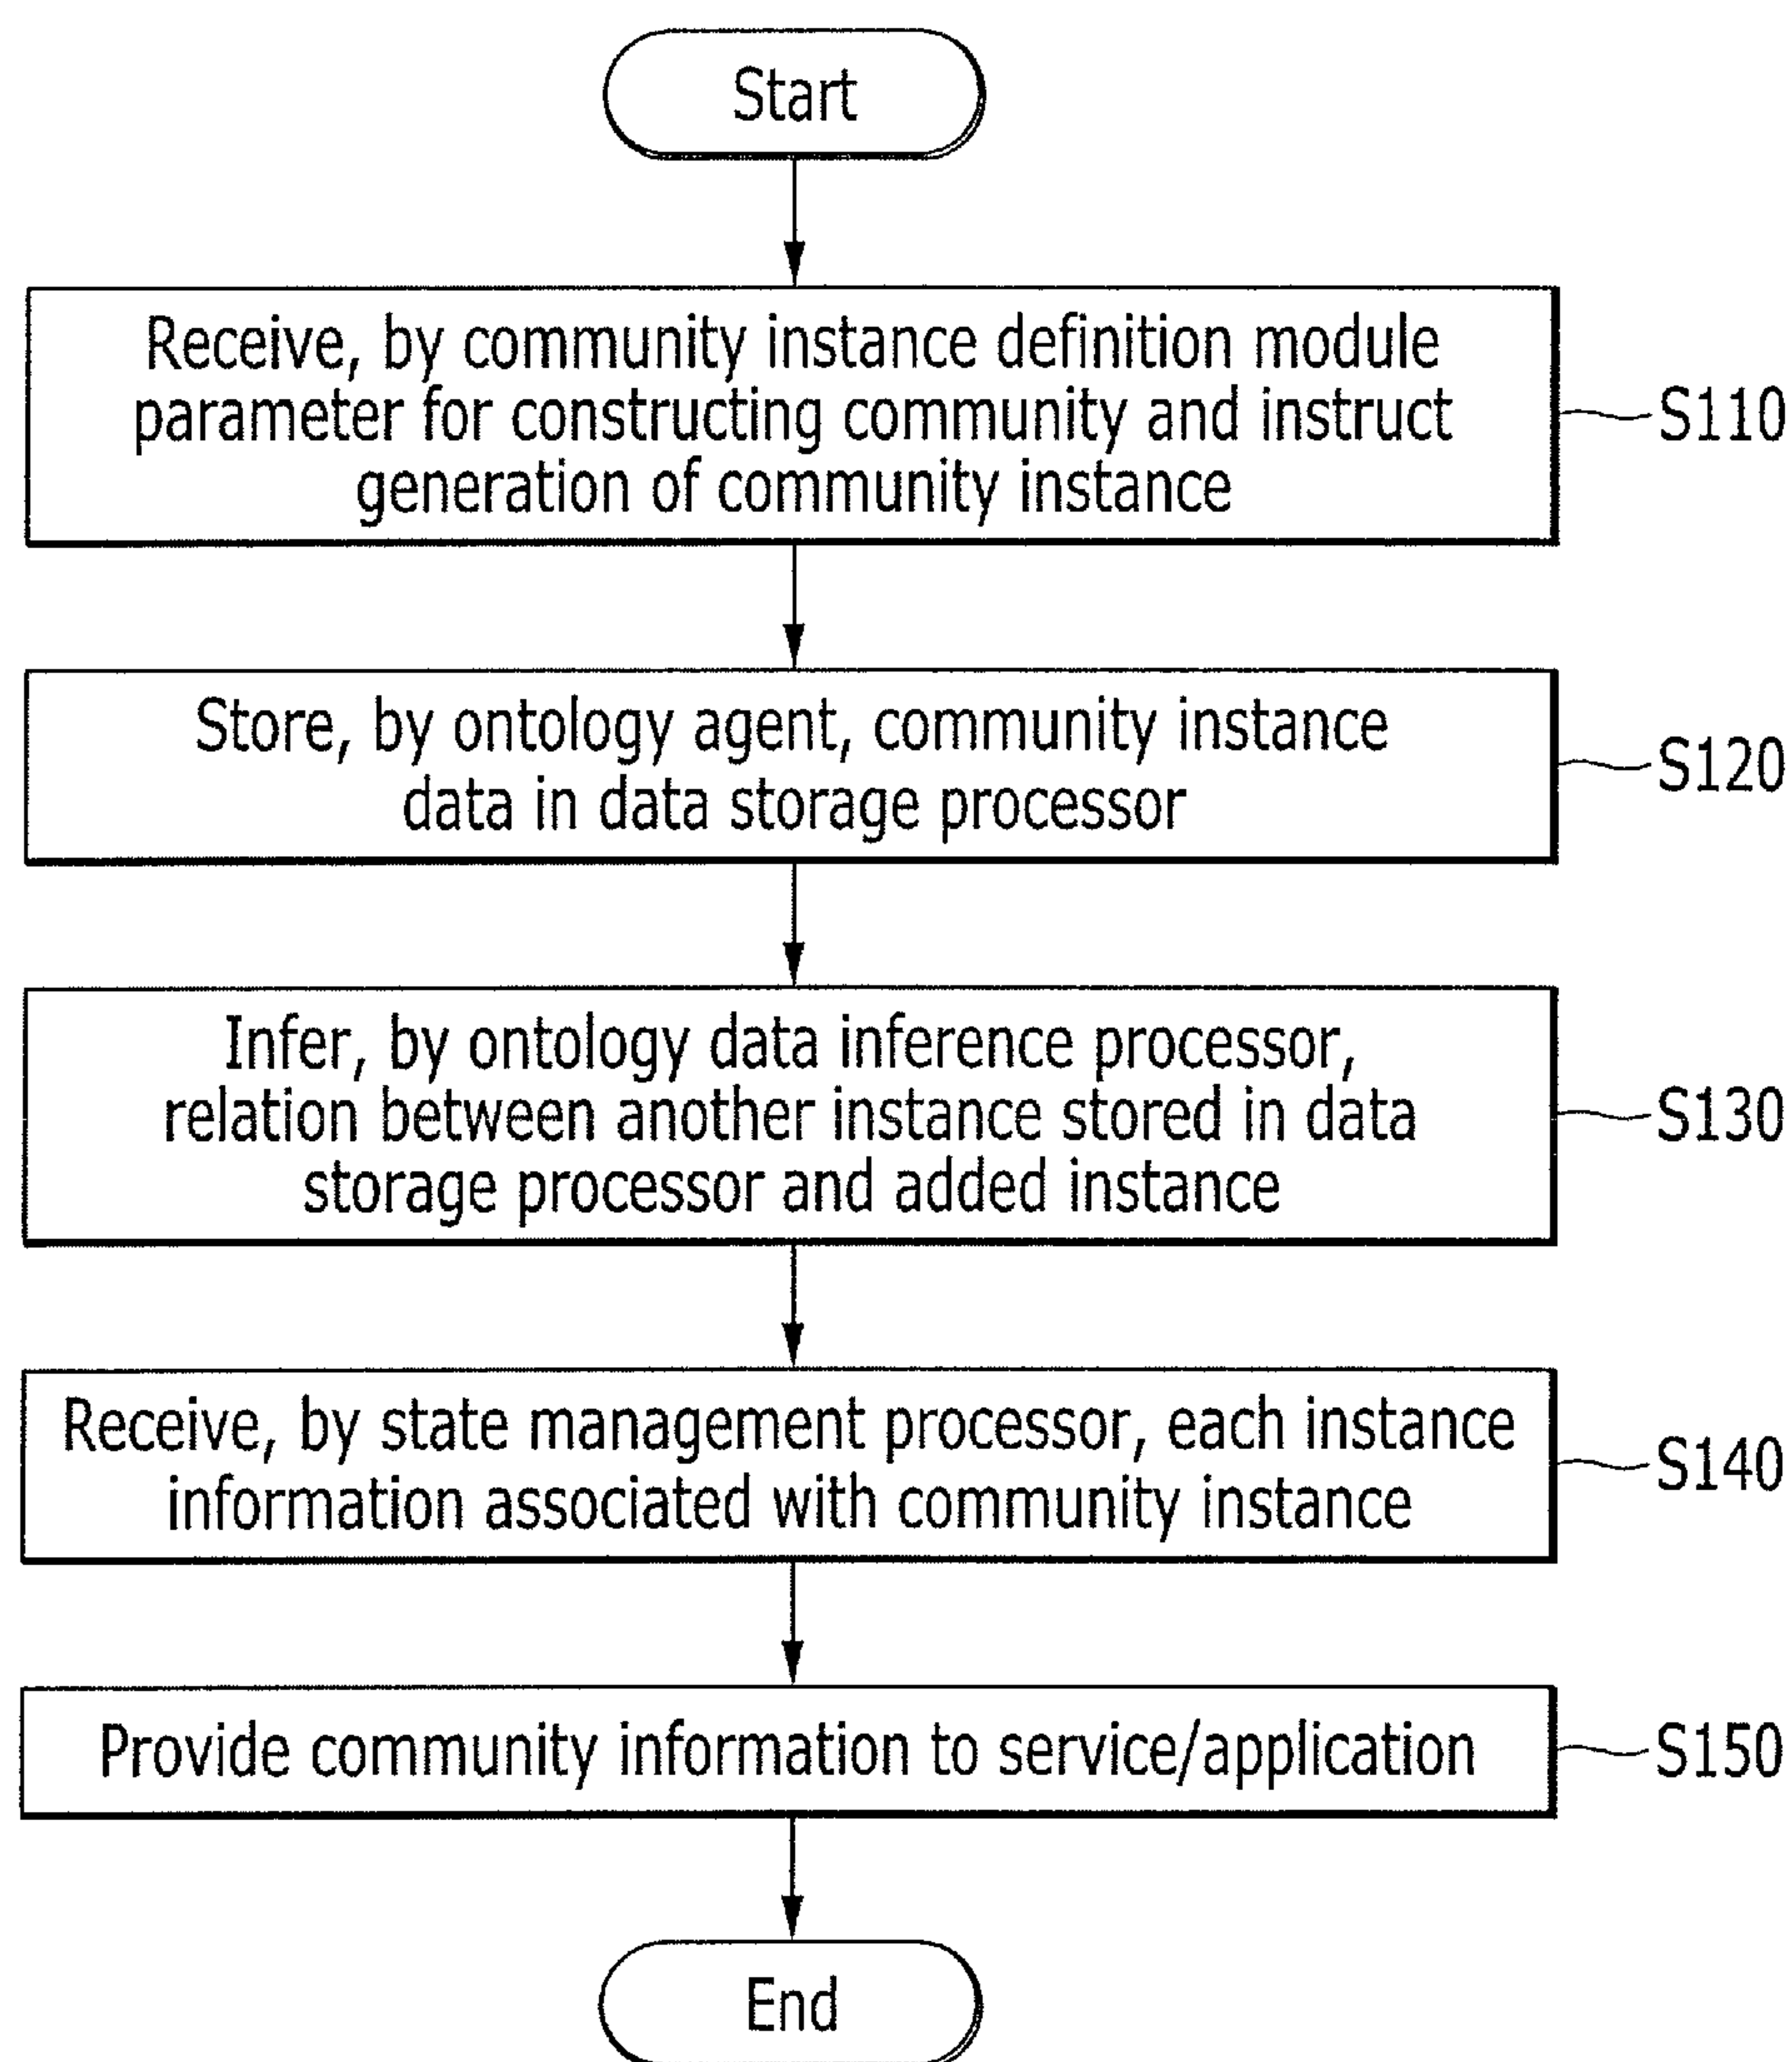 Start
Receive, by community instance definition module
parameter for constructing community and instruct
generation of community instance
S110
Store, by ontology agent, community instance
data in data storage processor
S120
Infer, by ontology data inference processor,
relation between another instance stored in data
storage processor and added instance
S130
Receive, by state management processor, each instance
information associated with community instance
S140
Provide community information to service/application
S150
End